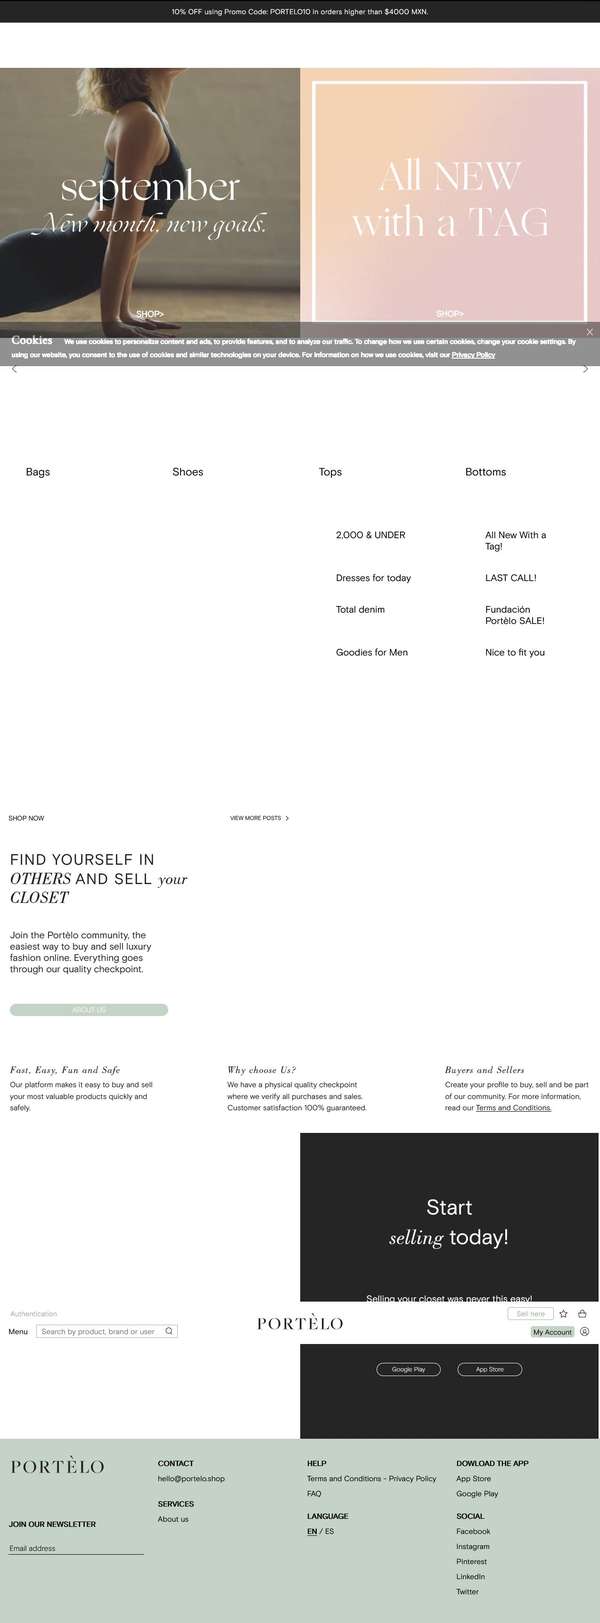 10% OFF using Promo Code: PORTELO10 in orders higher than $4000 MXN.
september
New month, new goals.
SHOP>
All NEW
with a TAG
SHOP>
Cookies We use cookies to personalize content and ads, to provide features, and to analyze our traffic. To change how we use certain cookies, change your cookie settings. By
using our website, you consent to the use of cookies and similar technologies on your device. For information on how we use cookies, visit our Privacy Policy
Bags
Shoes
Tops
Bottoms
2,000 & UNDER
All New With a
Tag!
Dresses for today
LAST CALL!
Total denim
Fundación
Portèlo SALE!
Goodies for Men
Nice to fit you
SHOP NOW
VIEW MORE POSTS
FIND YOURSELF IN
OTHERS AND SELL your
CLOSET
Join the Portèlo community, the
easiest way to buy and sell luxury
fashion online. Everything goes
through our quality checkpoint.
ABOUS US
Fast, Easy, Fun and Safe
Our platform makes it easy to buy and sell
your most valuable products quickly and
safely.
Why choose Us?
We have a physical quality checkpoint
where we verify all purchases and sales.
Customer satisfaction 100% guaranteed.
Buyers and Sellers
Create your profile to buy, sell and be part
of our community. For more information,
read our Terms and Conditions.
Start
selling today!
Selling your closet was never this easy!
Authentication
Sell here
Menu
Search by product, brand or user
PORTÈLO
My Account
Google Play
App Store
PORTÈLO
JOIN OUR NEWSLETTER
Email address
CONTACT
hello@portelo.shop
SERVICES
About us
HELP
Terms and Conditions - Privacy Policy
FAQ
LANGUAGE
EN / ES
DOWLOAD THE APP
App Store
Google Play
SOCIAL
Facebook
Instagram
Pinterest
LinkedIn
Twitter